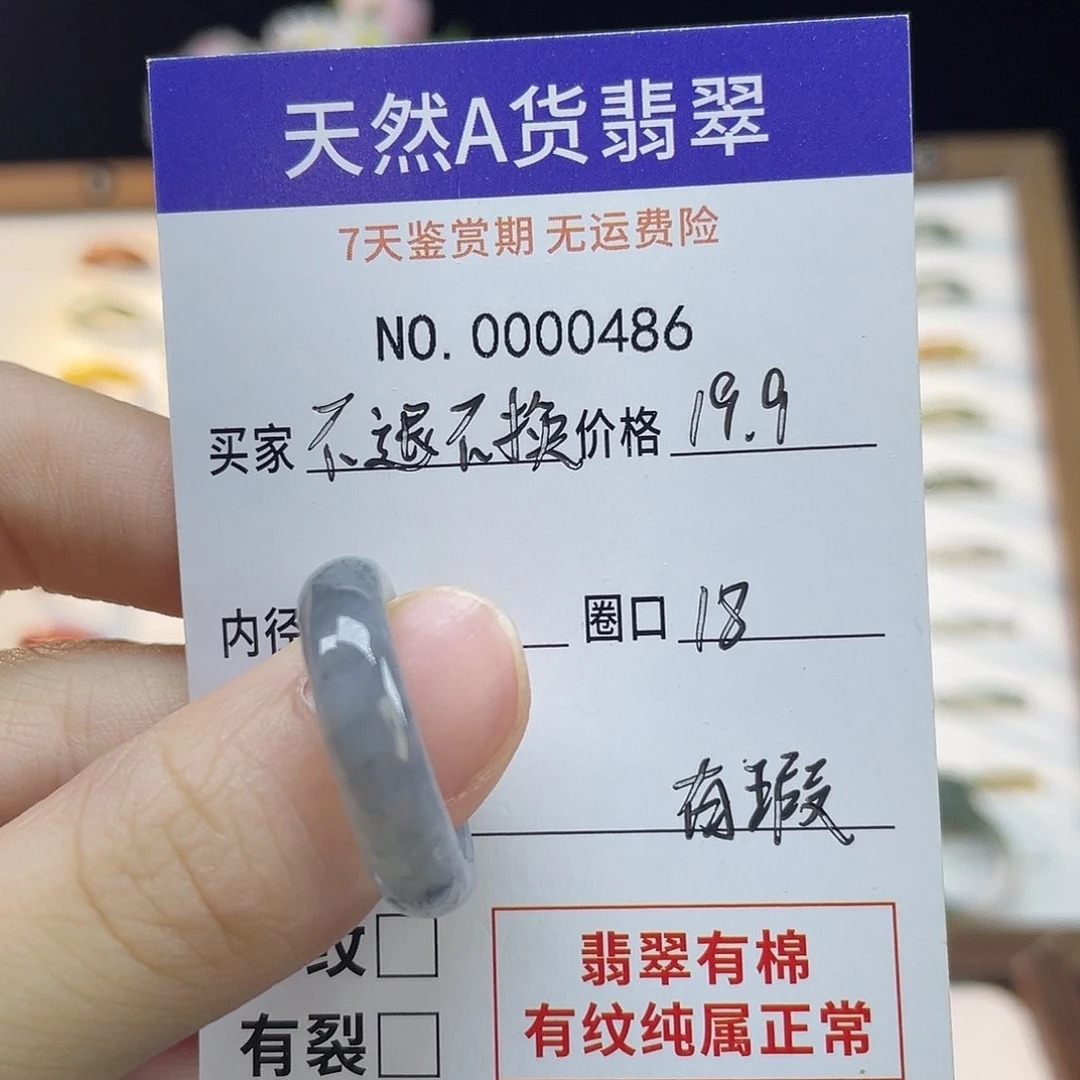 天然A货翡翠
7天鉴赏期 无运费险
NO. 0000486
买家 不退不换 价格 19.9
内径 圈口 18
有瑕
纹
翡翠有棉
有裂
有纹纯属正常